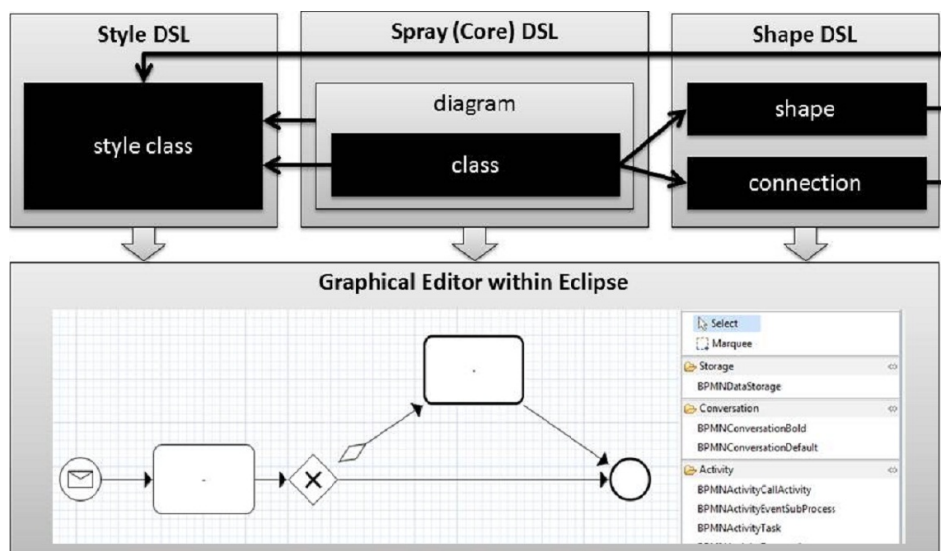 Style DSL
Spray (Core) DSL
Shape DSL
style class
diagram
class
shape
connection
Graphical Editor within Eclipse
Select
Marquee
Storage
BPMNDataStorage
Conversation
BPMNConversationBold
BPMNConversationDefault
Activity
BPMNActivityCallActivity
BPMNActivityEventSubProcess
BPMNActivityTask